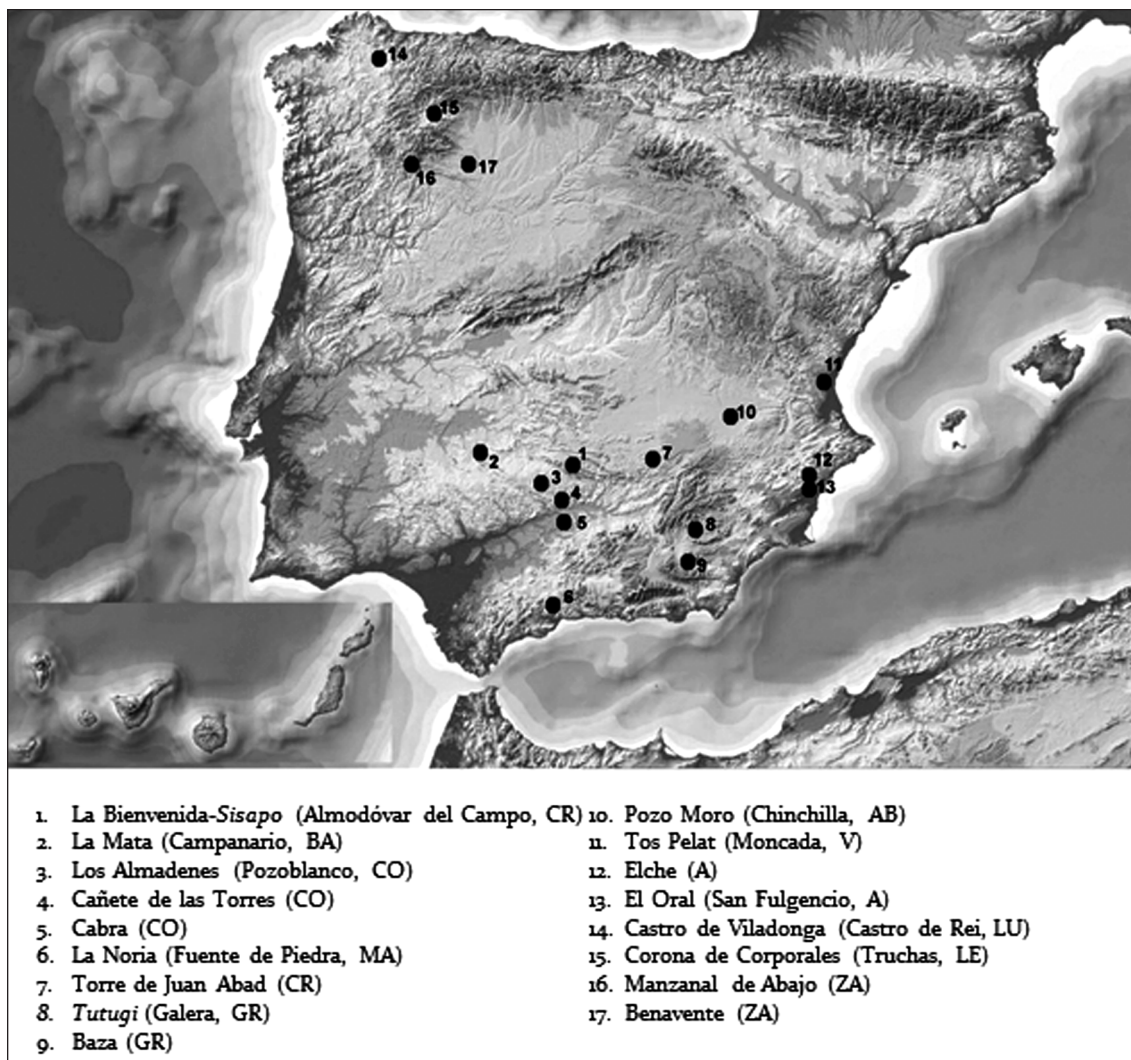 14
15
16
17
11
10
1
2
7
3
12
13
4
5
8
9
6
1. La Bienvenida-Sisapo (Almodóvar del Campo, CR)
2. La Mata (Campanario, BA)
3. Los Almadenes (Pozoblanco, CO)
4. Cañete de las Torres (CO)
5. Cabra (CO)
6. La Noria (Fuente de Piedra, MA)
7. Torre de Juan Abad (CR)
8. Tutugi (Galera, GR)
9. Baza (GR)
10. Pozo Moro (Chinchilla, AB)
11. Tos Pelat (Moncada, V)
12. Elche (A)
13. El Oral (San Fulgencio, A)
14. Castro de Viladonga (Castro de Rei, LU)
15. Corona de Corporales (Truchas, LE)
16. Manzanal de Abajo (ZA)
17. Benavente (ZA)